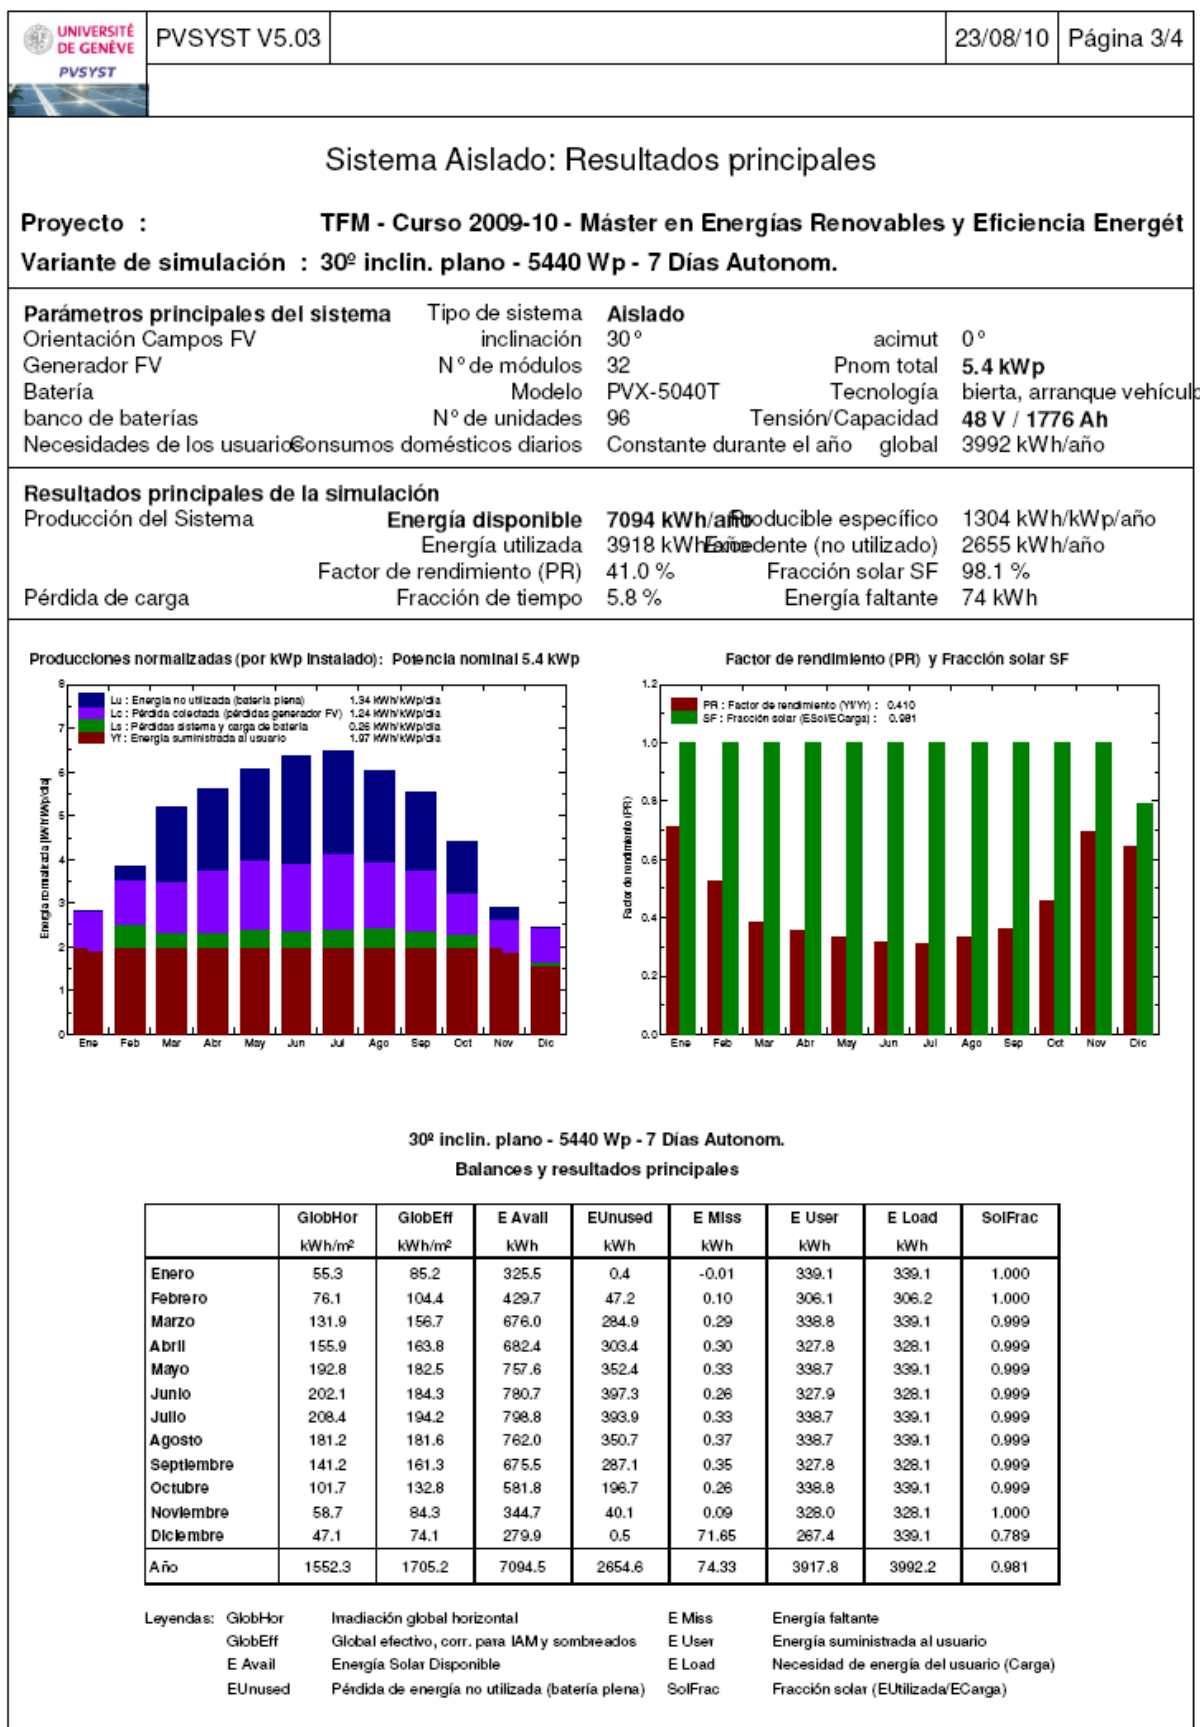 UNIVERSITÉ
DE GENÈVE
PVSYST
PVSYST V5.03
23/08/10
Página 3/4
Sistema Aislado: Resultados principales
Proyecto : TFM - Curso 2009-10 - Máster en Energías Renovables y Eficiencia Energét
Variante de simulación : 30º inclin. plano - 5440 Wp - 7 Días Autonom.
Parámetros principales del sistema Tipo de sistema Aislado
Orientación Campos FV inclinación 30° acimut 0°
Generador FV N° de módulos 32 Pnom total 5.4 kWp
Batería Modelo PVX-5040T Tecnología bierta, arranque vehículo
banco de baterías N° de unidades 96 Tensión/Capacidad 48 V / 1776 Ah
Necesidades de los usuarios Consumos domésticos diarios Constante durante el año global 3992 kWh/año
Resultados principales de la simulación
Producción del Sistema Energía disponible 7094 kWh/año Producible específico 1304 kWh/kWp/año
Energía utilizada 3918 kWh/año Excedente (no utilizado) 2655 kWh/año
Factor de rendimiento (PR) 41.0 % Fracción solar SF 98.1 %
Pérdida de carga Fracción de tiempo 5.8 % Energía faltante 74 kWh
Producciones normalizadas (por kWp instalado): Potencia nominal 5.4 kWp
Lu : Energía no utilizada (batería plena) 1.34 kWh/kWp/día
Lc : Pérdida colectada (pérdidas generador FV) 1.24 kWh/kWp/día
Ls : Pérdidas sistema y carga de batería 0.26 kWh/kWp/día
Yf : Energía suministrada al usuario 1.97 kWh/kWp/día
Energía normalizada [kWh/kWp/día]
8
7
6
5
4
3
2
1
0
Ene Feb Mar Abr May Jun Jul Ago Sep Oct Nov Dic
Factor de rendimiento (PR) y Fracción solar SF
PR : Factor de rendimiento (Yf/Yr) : 0.410
SF : Fracción solar (ESol/ECarga) : 0.981
Factor de rendimiento (PR)
1.2
1.0
0.8
0.6
0.4
0.2
0.0
Ene Feb Mar Abr May Jun Jul Ago Sep Oct Nov Dic
30º inclin. plano - 5440 Wp - 7 Días Autonom.
Balances y resultados principales
GlobHor GlobEff E Avail EUnused E Miss E User E Load SolFrac
kWh/m² kWh/m² kWh kWh kWh kWh kWh
Enero 55.3 85.2 325.5 0.4 -0.01 339.1 339.1 1.000
Febrero 76.1 104.4 429.7 47.2 0.10 306.1 306.2 1.000
Marzo 131.9 156.7 676.0 284.9 0.29 338.8 339.1 0.999
Abril 155.9 163.8 682.4 303.4 0.30 327.8 328.1 0.999
Mayo 192.8 182.5 757.6 352.4 0.33 338.7 339.1 0.999
Junio 202.1 184.3 780.7 397.3 0.26 327.9 328.1 0.999
Julio 208.4 194.2 798.8 393.9 0.33 338.7 339.1 0.999
Agosto 181.2 181.6 762.0 350.7 0.37 338.7 339.1 0.999
Septiembre 141.2 161.3 675.5 287.1 0.35 327.8 328.1 0.999
Octubre 101.7 132.8 581.8 196.7 0.26 338.8 339.1 0.999
Noviembre 58.7 84.3 344.7 40.1 0.09 328.0 328.1 1.000
Diciembre 47.1 74.1 279.9 0.5 71.65 267.4 339.1 0.789
Año 1552.3 1705.2 7094.5 2654.6 74.33 3917.8 3992.2 0.981
Leyendas: GlobHor Irradiación global horizontal E Miss Energía faltante
GlobEff Global efectivo, corr. para IAM y sombreados E User Energía suministrada al usuario
E Avail Energía Solar Disponible E Load Necesidad de energía del usuario (Carga)
EUnused Pérdida de energía no utilizada (batería plena) SolFrac Fracción solar (EUtilizada/ECarga)